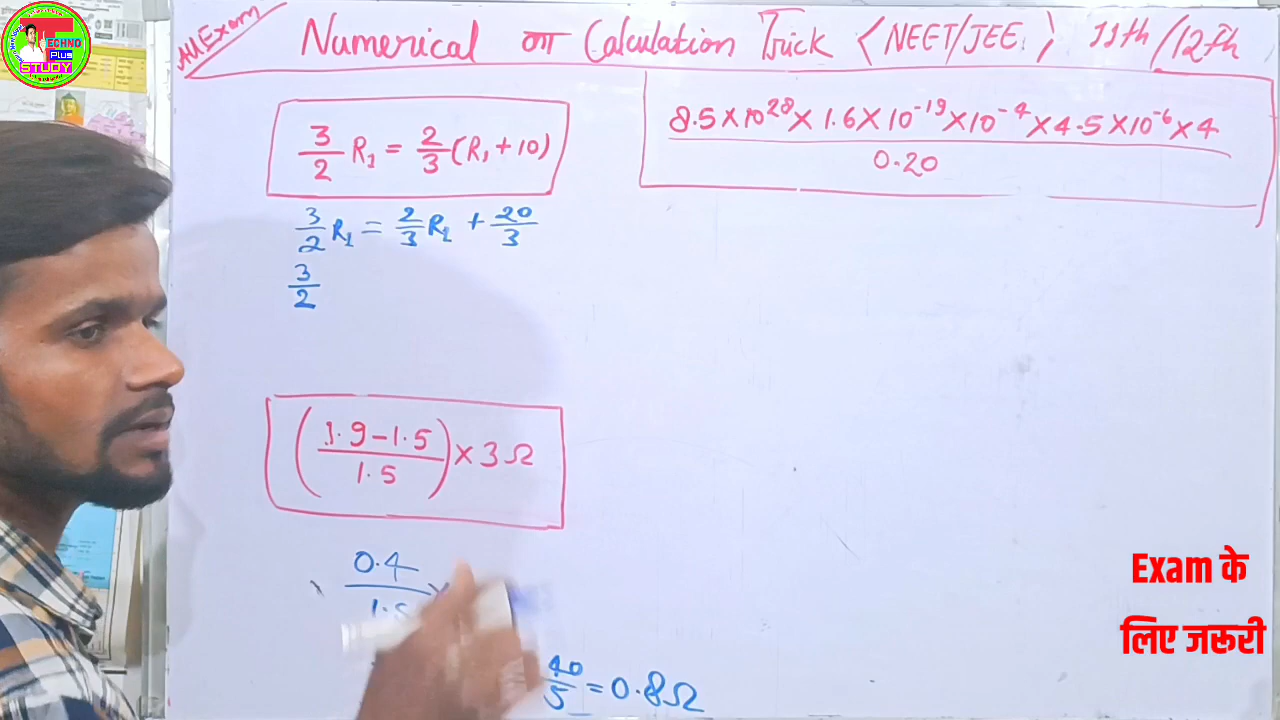 TECHNO
Plus
STUDY
All Exam
Numerical का Calculation Trick <NEET/JEE> 11th/12th
3/2 R₁ = 2/3 (R₁ + 10)
8.5×10²⁸ × 1.6×10⁻¹⁹ × 10⁻⁴ × 4.5×10⁻⁶ × 4
0.20
3/2 R₁ = 2/3 R₁ + 20/3
3/2
(1.9 − 1.5 / 1.5) × 3Ω
0.4
1.5
40/5 = 0.8Ω
Exam के
लिए जरूरी